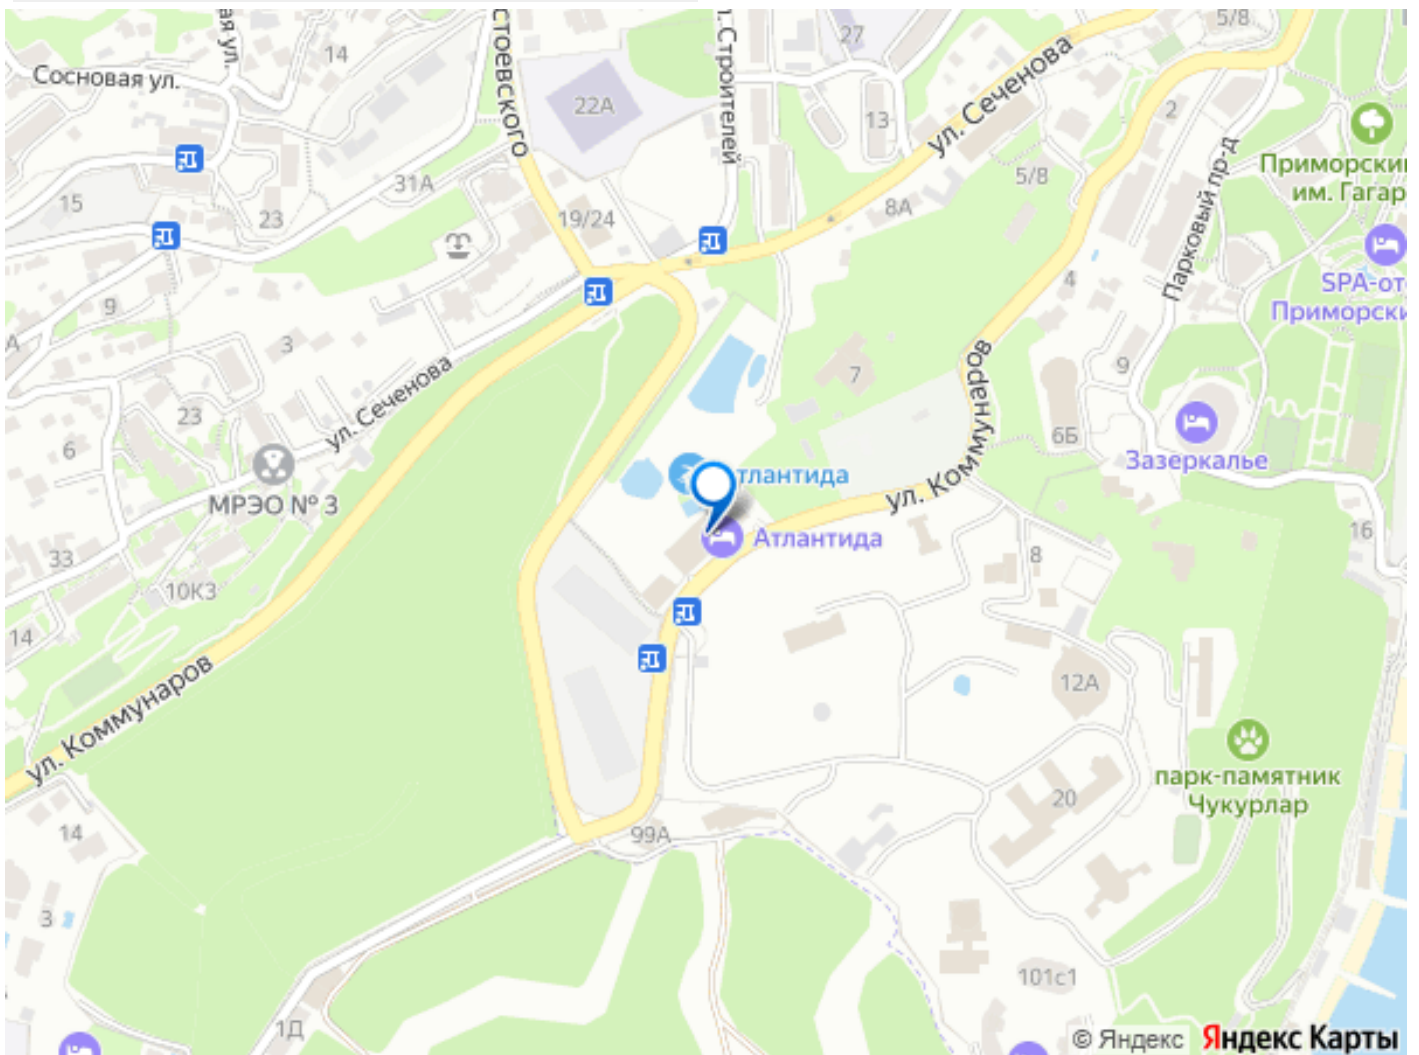 ая ул.
14
Сосновая ул.
стоевского
22А
л. Строителей
27
13
ул. Сеченова
5/8
2
Приморский
им. Гагар
15
31А
23
19/24
8А
5/8
Парковый пр-д
SPA-от
Приморски
9
А
3
4
7
ул. Коммунаров
9
6Б
23
ул. Сеченова
6
Зазеркалье
МРЭО № 3
тлантида
Атлантида
16
33
10К3
8
14
ул. Коммунаров
12А
парк-памятник
Чукурлар
20
14
99А
3
101с1
1Д
© Яндекс
Яндекс Карты